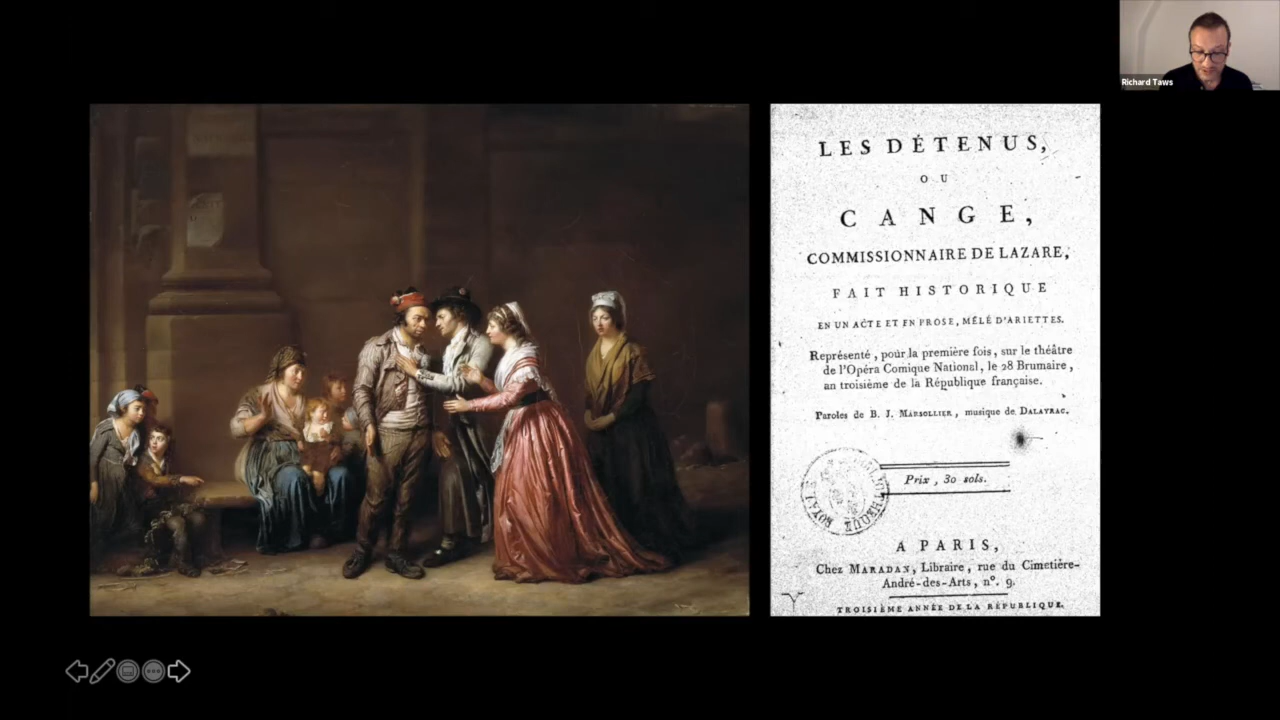 Richard Taws
LES DÉTENUS,
OU
CANGE,
COMMISSIONNAIRE DE LAZARE,
FAIT HISTORIQUE
EN UN ACTE ET EN PROSE, MÊLÉ D'ARIETTES.
Représenté, pour la première fois, sur le théâtre
de l'Opéra Comique National, le 28 Brumaire,
an troisième de la République française.
Paroles de B. J. MARSOLLIER, musique de DALAYRAC.
Prix, 30 sols.
A PARIS,
Chez MARADAN, Libraire, rue du Cimetière-
André-des-Arts, n°. 9.
TROISIÈME ANNÉE DE LA RÉPUBLIQUE.